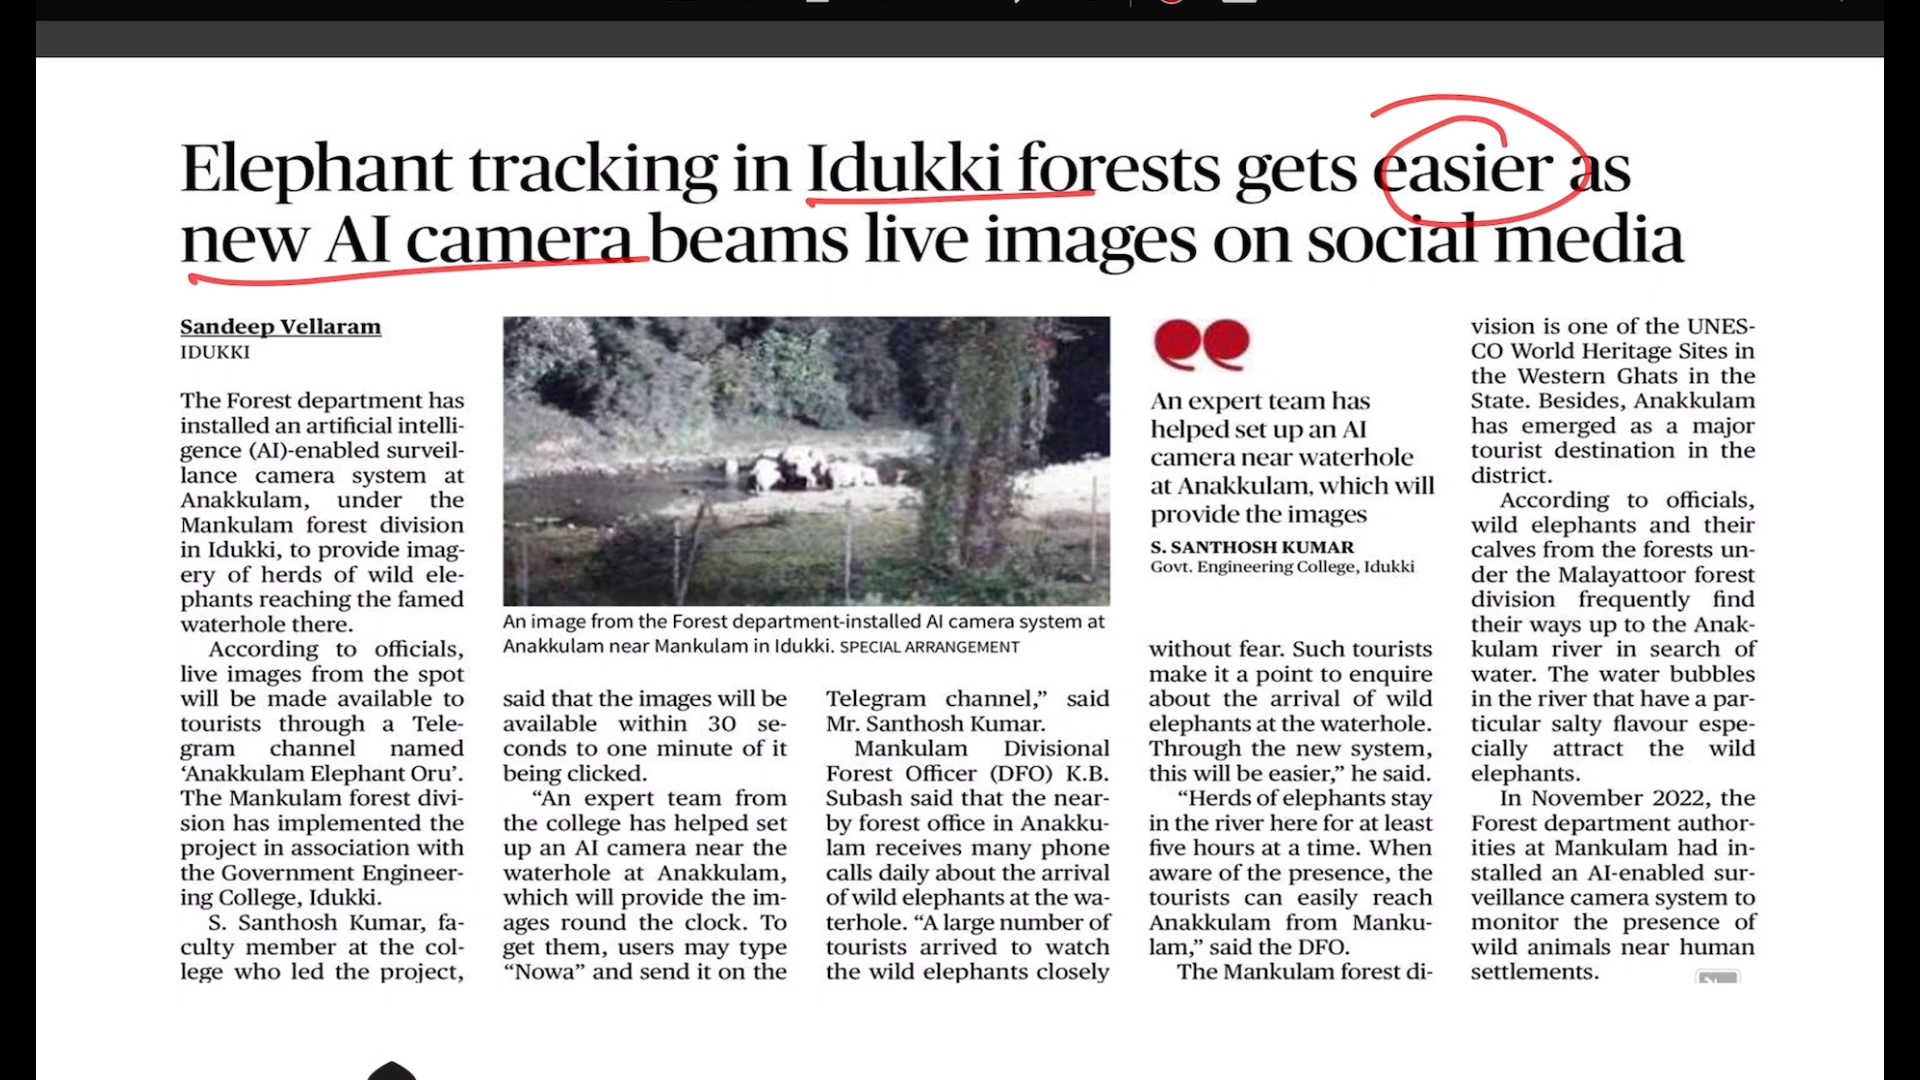 Elephant tracking in Idukki forests gets easier as
new AI camera beams live images on social media
Sandeep Vellaram
IDUKKI
The Forest department has
installed an artificial intelli-
gence (AI)-enabled surveil-
lance camera system at
Anakkulam, under the
Mankulam forest division
in Idukki, to provide imag-
ery of herds of wild ele-
phants reaching the famed
waterhole there.
According to officials,
live images from the spot
will be made available to
tourists through a Tele-
gram channel named
‘Anakkulam Elephant Oru’.
The Mankulam forest divi-
sion has implemented the
project in association with
the Government Engineer-
ing College, Idukki.
S. Santhosh Kumar, fa-
culty member at the col-
lege who led the project,
An image from the Forest department-installed AI camera system at
Anakkulam near Mankulam in Idukki. SPECIAL ARRANGEMENT
said that the images will be
available within 30 se-
conds to one minute of it
being clicked.
“An expert team from
the college has helped set
up an AI camera near the
waterhole at Anakkulam,
which will provide the im-
ages round the clock. To
get them, users may type
“Nowa” and send it on the
Telegram channel,” said
Mr. Santhosh Kumar.
Mankulam Divisional
Forest Officer (DFO) K.B.
Subash said that the near-
by forest office in Anakku-
lam receives many phone
calls daily about the arrival
of wild elephants at the wa-
terhole. “A large number of
tourists arrived to watch
the wild elephants closely
An expert team has
helped set up an AI
camera near waterhole
at Anakkulam, which will
provide the images
S. SANTHOSH KUMAR
Govt. Engineering College, Idukki
without fear. Such tourists
make it a point to enquire
about the arrival of wild
elephants at the waterhole.
Through the new system,
this will be easier,” he said.
“Herds of elephants stay
in the river here for at least
five hours at a time. When
aware of the presence, the
tourists can easily reach
Anakkulam from Manku-
lam,” said the DFO.
The Mankulam forest di-
vision is one of the UNES-
CO World Heritage Sites in
the Western Ghats in the
State. Besides, Anakkulam
has emerged as a major
tourist destination in the
district.
According to officials,
wild elephants and their
calves from the forests un-
der the Malayattoor forest
division frequently find
their ways up to the Anak-
kulam river in search of
water. The water bubbles
in the river that have a par-
ticular salty flavour espe-
cially attract the wild
elephants.
In November 2022, the
Forest department author-
ities at Mankulam had in-
stalled an AI-enabled sur-
veillance camera system to
monitor the presence of
wild animals near human
settlements.